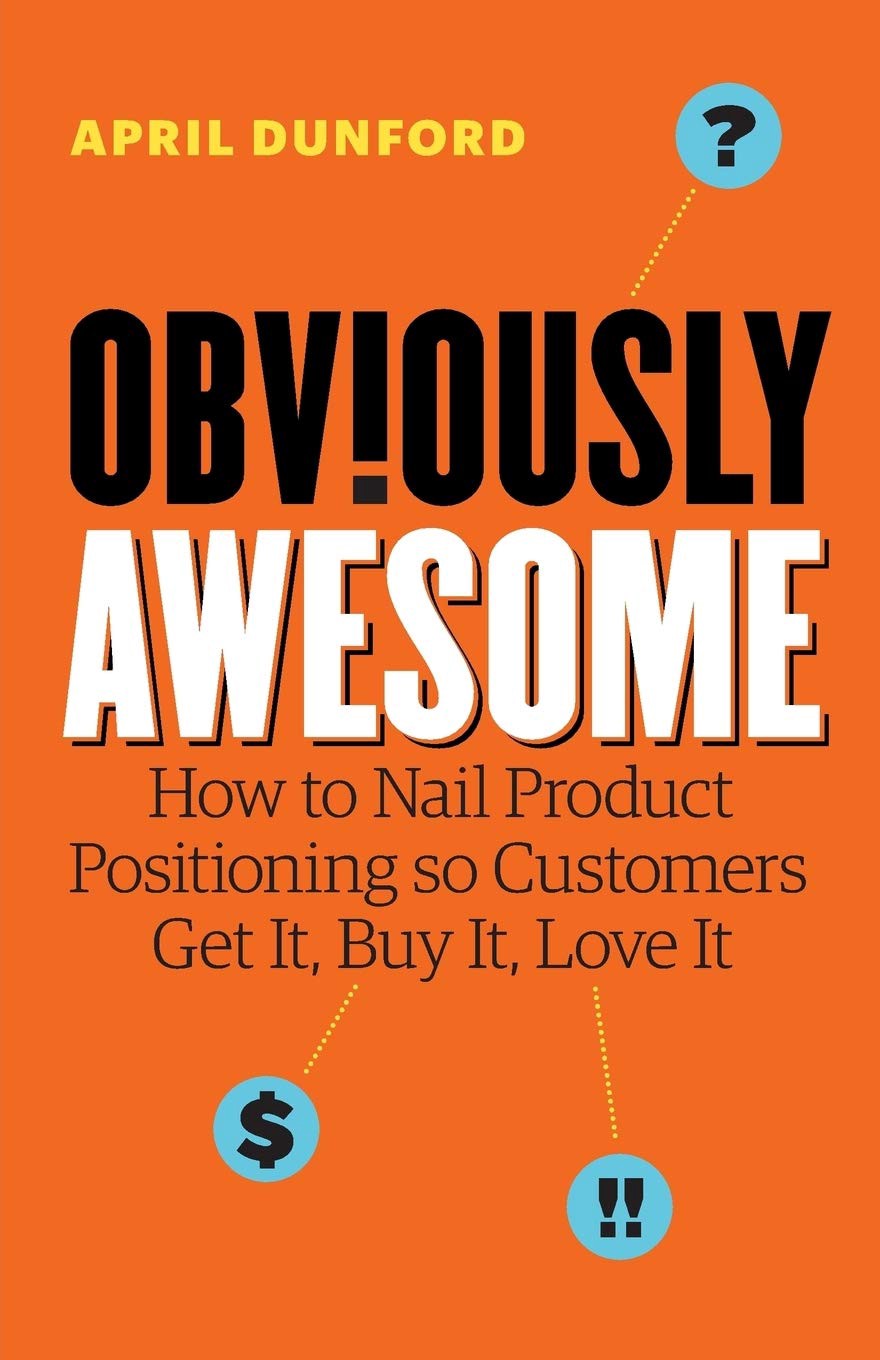 APRIL DUNFORD
?
OBV!OUSLY
AWESOME
How to Nail Product
Positioning so Customers
Get It, Buy It, Love It
$
!!